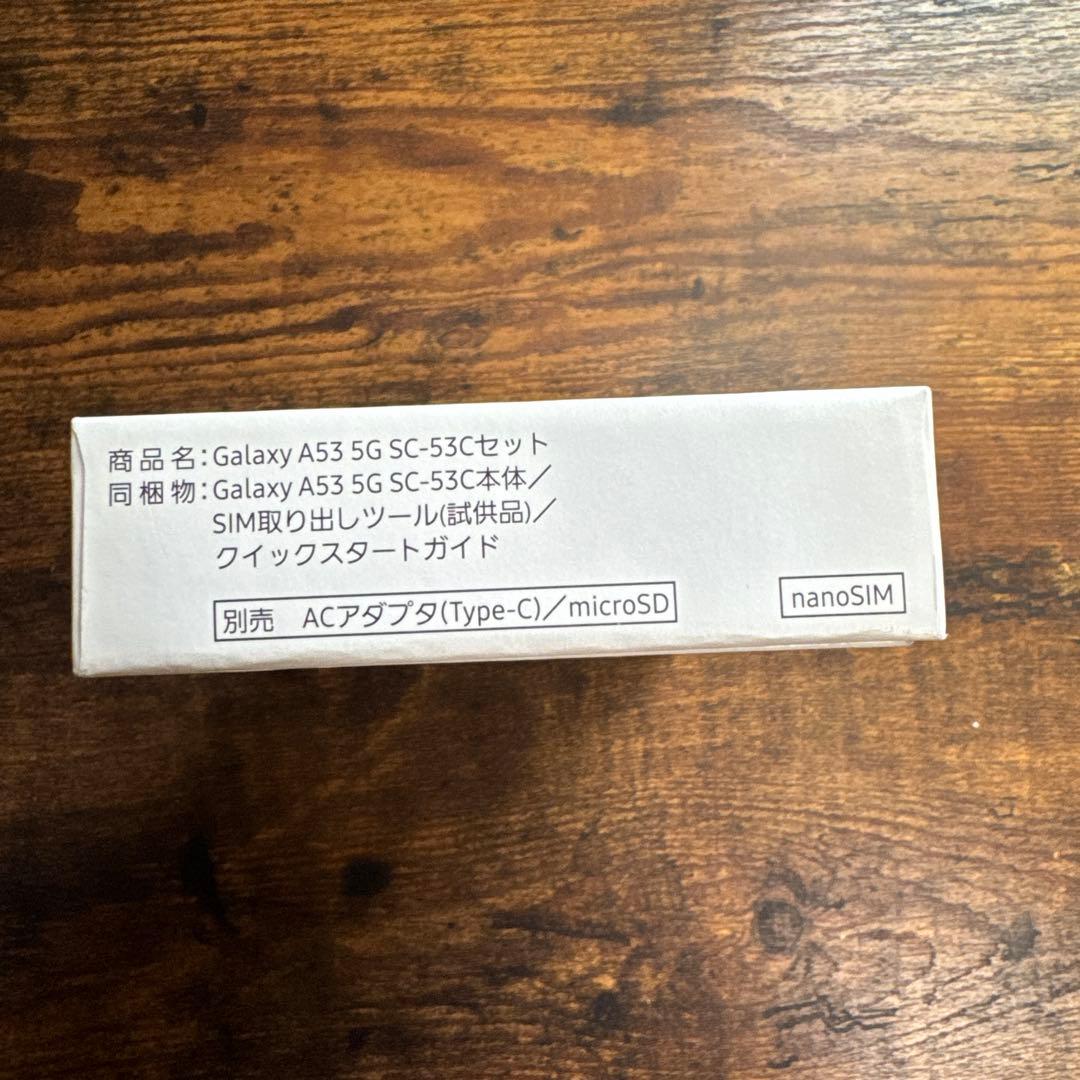 商品名:Galaxy A53 5G SC-53Cセット
同梱物:Galaxy A53 5G SC-53C本体／
SIM取り出しツール(試供品)／
クイックスタートガイド
別売 ACアダプタ(Type-C)／microSD
nanoSIM